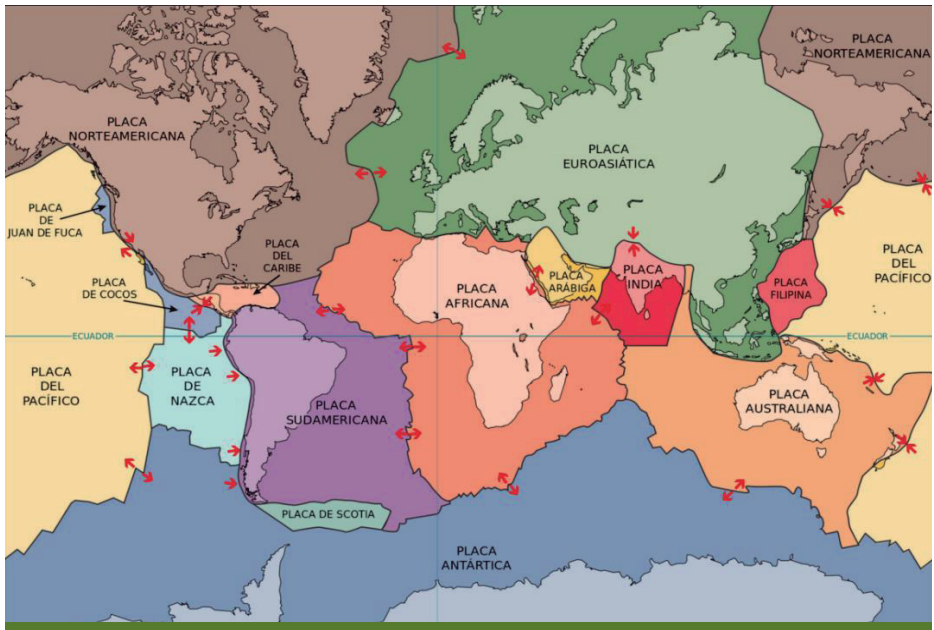 PLACA
NORTEAMERICANA
PLACA
NORTEAMERICANA
PLACA
EUROASIÁTICA
PLACA
DE
JUAN DE FUCA
PLACA
DEL
CARIBE
PLACA
DE COCOS
PLACA
AFRICANA
PLACA
ARÁBIGA
PLACA
INDIA
PLACA
FILIPINA
PLACA
DEL
PACÍFICO
ECUADOR
ECUADOR
PLACA
DEL
PACÍFICO
PLACA
DE
NAZCA
PLACA
SUDAMERICANA
PLACA
AUSTRALIANA
PLACA DE SCOTIA
PLACA
ANTÁRTICA